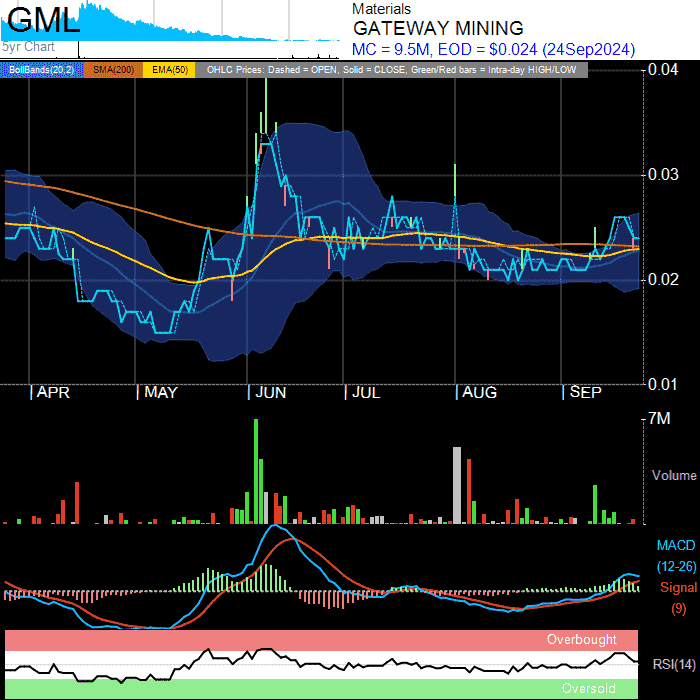 GML
5yr Chart
Materials
GATEWAY MINING
MC = 9.5M, EOD = $0.024 (24Sep2024)
BollBands(20,2) SMA(200) EMA(50) OHLC Prices: Dashed = OPEN, Solid = CLOSE, Green/Red bars = Intra-day HIGH/LOW
0.04
0.03
0.02
0.01
APR MAY JUN JUL AUG SEP
7M
Volume
MACD
(12-26)
Signal
(9)
Overbought
RSI(14)
Oversold